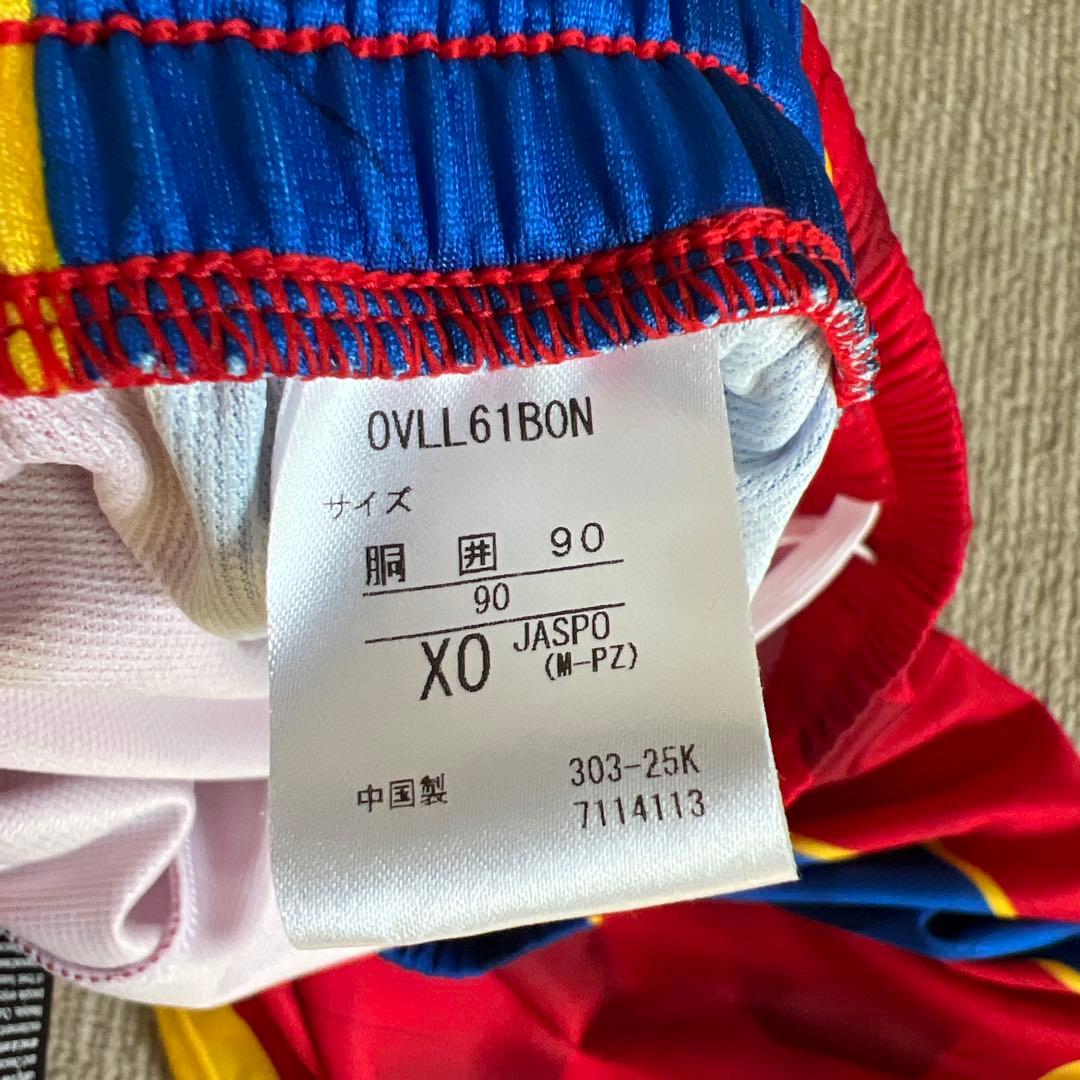 OVLL61BON
サイズ
胴 囲 90
90
XO JASPO
(M-PZ)
303-25K
中国製 7114113